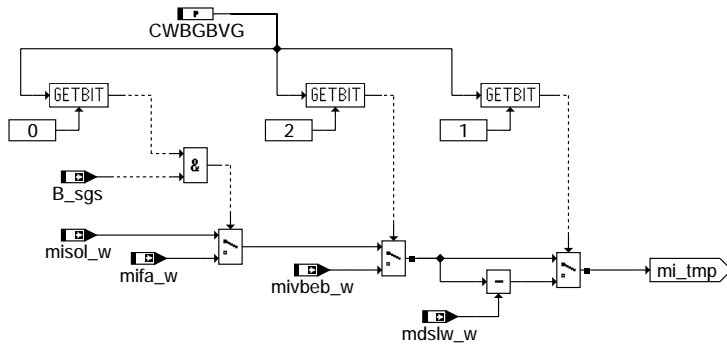 P
CWBGBVG
GETBIT
GETBIT
GETBIT
0
2
1
&
B_sgs
misol_w
mifa_w
mivbeb_w
mi_tmp
-
mdslw_w